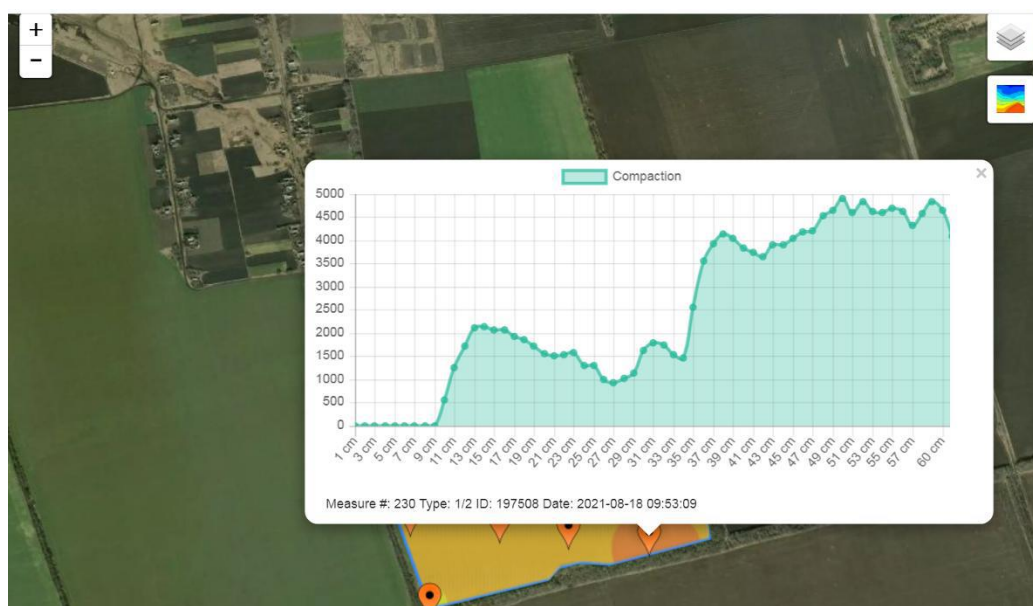 +
−
Compaction
×
5000
4500
4000
3500
3000
2500
2000
1500
1000
500
0
1 cm
3 cm
5 cm
7 cm
9 cm
11 cm
13 cm
15 cm
17 cm
19 cm
21 cm
23 cm
25 cm
27 cm
29 cm
31 cm
33 cm
35 cm
37 cm
39 cm
41 cm
43 cm
45 cm
47 cm
49 cm
51 cm
53 cm
55 cm
57 cm
60 cm
Measure #: 230 Type: 1/2 ID: 197508 Date: 2021-08-18 09:53:09